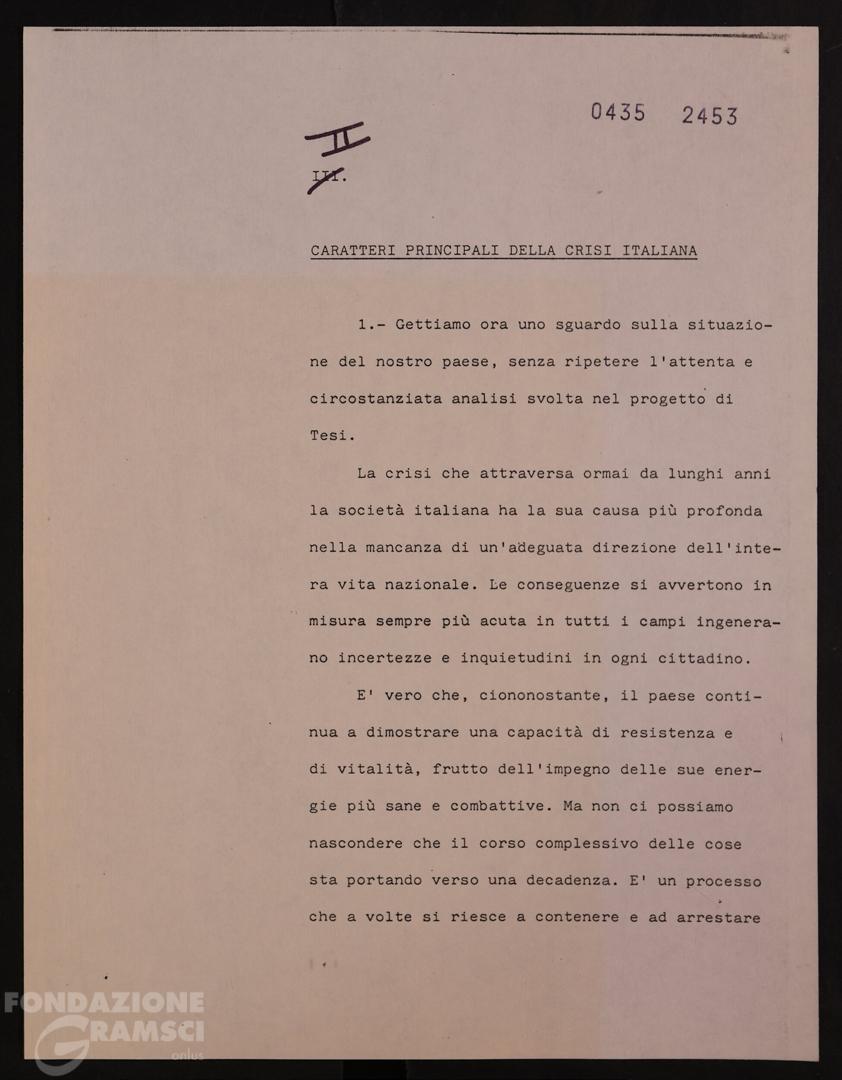 0435 2453
II
III.
CARATTERI PRINCIPALI DELLA CRISI ITALIANA
1.- Gettiamo ora uno sguardo sulla situazio-
ne del nostro paese, senza ripetere l'attenta e
circostanziata analisi svolta nel progetto di
Tesi.
La crisi che attraversa ormai da lunghi anni
la società italiana ha la sua causa più profonda
nella mancanza di un'adeguata direzione dell'inte-
ra vita nazionale. Le conseguenze si avvertono in
misura sempre più acuta in tutti i campi ingenera-
no incertezze e inquietudini in ogni cittadino.
E' vero che, ciononostante, il paese conti-
nua a dimostrare una capacità di resistenza e
di vitalità, frutto dell'impegno delle sue ener-
gie più sane e combattive. Ma non ci possiamo
nascondere che il corso complessivo delle cose
sta portando verso una decadenza. E' un processo
che a volte si riesce a contenere e ad arrestare
FONDAZIONE
GRAMSCI
onlus